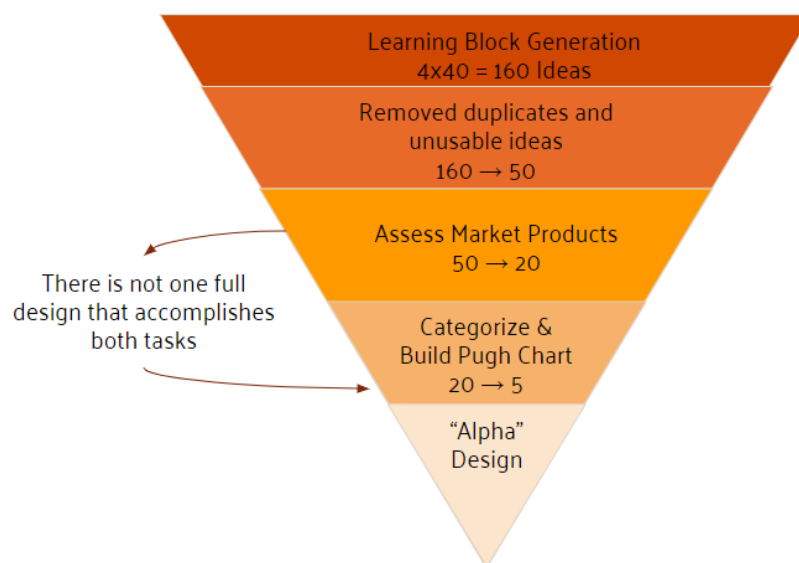 Learning Block Generation
4x40 = 160 Ideas
Removed duplicates and
unusable ideas
160 → 50
Assess Market Products
50 → 20
There is not one full
design that accomplishes
both tasks
Categorize &
Build Pugh Chart
20 → 5
“Alpha”
Design